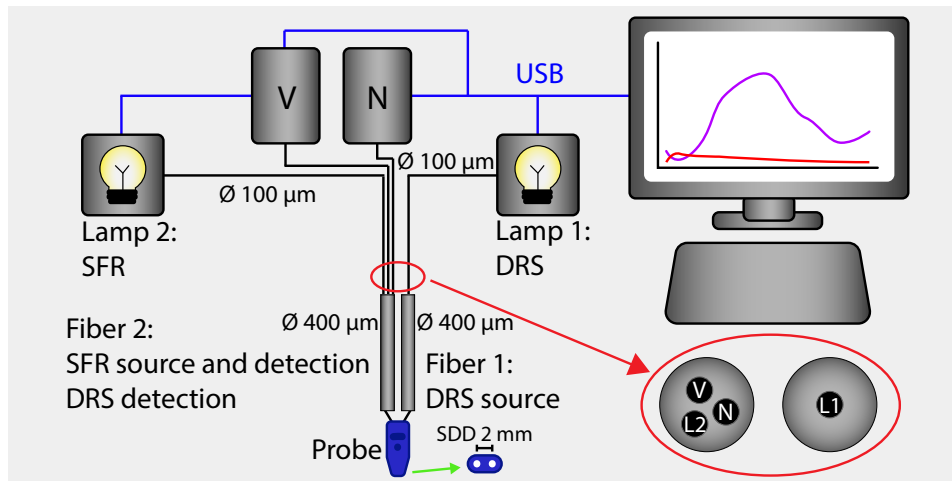 V
N
USB
Ø 100 µm
Ø 100 µm
Lamp 2:
SFR
Lamp 1:
DRS
Fiber 2:
SFR source and detection
DRS detection
Ø 400 µm
Ø 400 µm
Fiber 1:
DRS source
Probe
SDD 2 mm
V
N
L2
L1